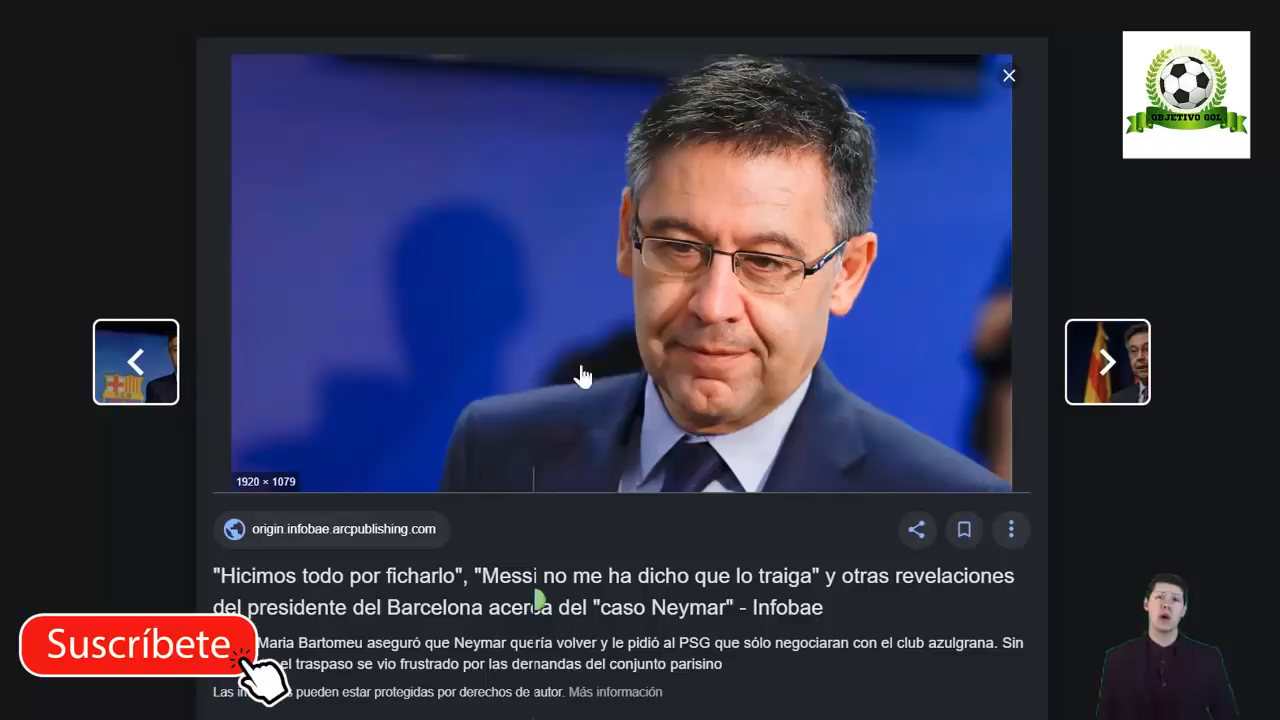 OBJETIVO GOL
1920 × 1079
origin.infobae.arcpublishing.com
"Hicimos todo por ficharlo", "Messi no me ha dicho que lo traiga" y otras revelaciones
del presidente del Barcelona acerca del "caso Neymar" - Infobae
Maria Bartomeu aseguró que Neymar quería volver y le pidió al PSG que sólo negociaran con el club azulgrana. Sin
el traspaso se vio frustrado por las demandas del conjunto parisino
Suscríbete
Las pueden estar protegidas por derechos de autor. Más información